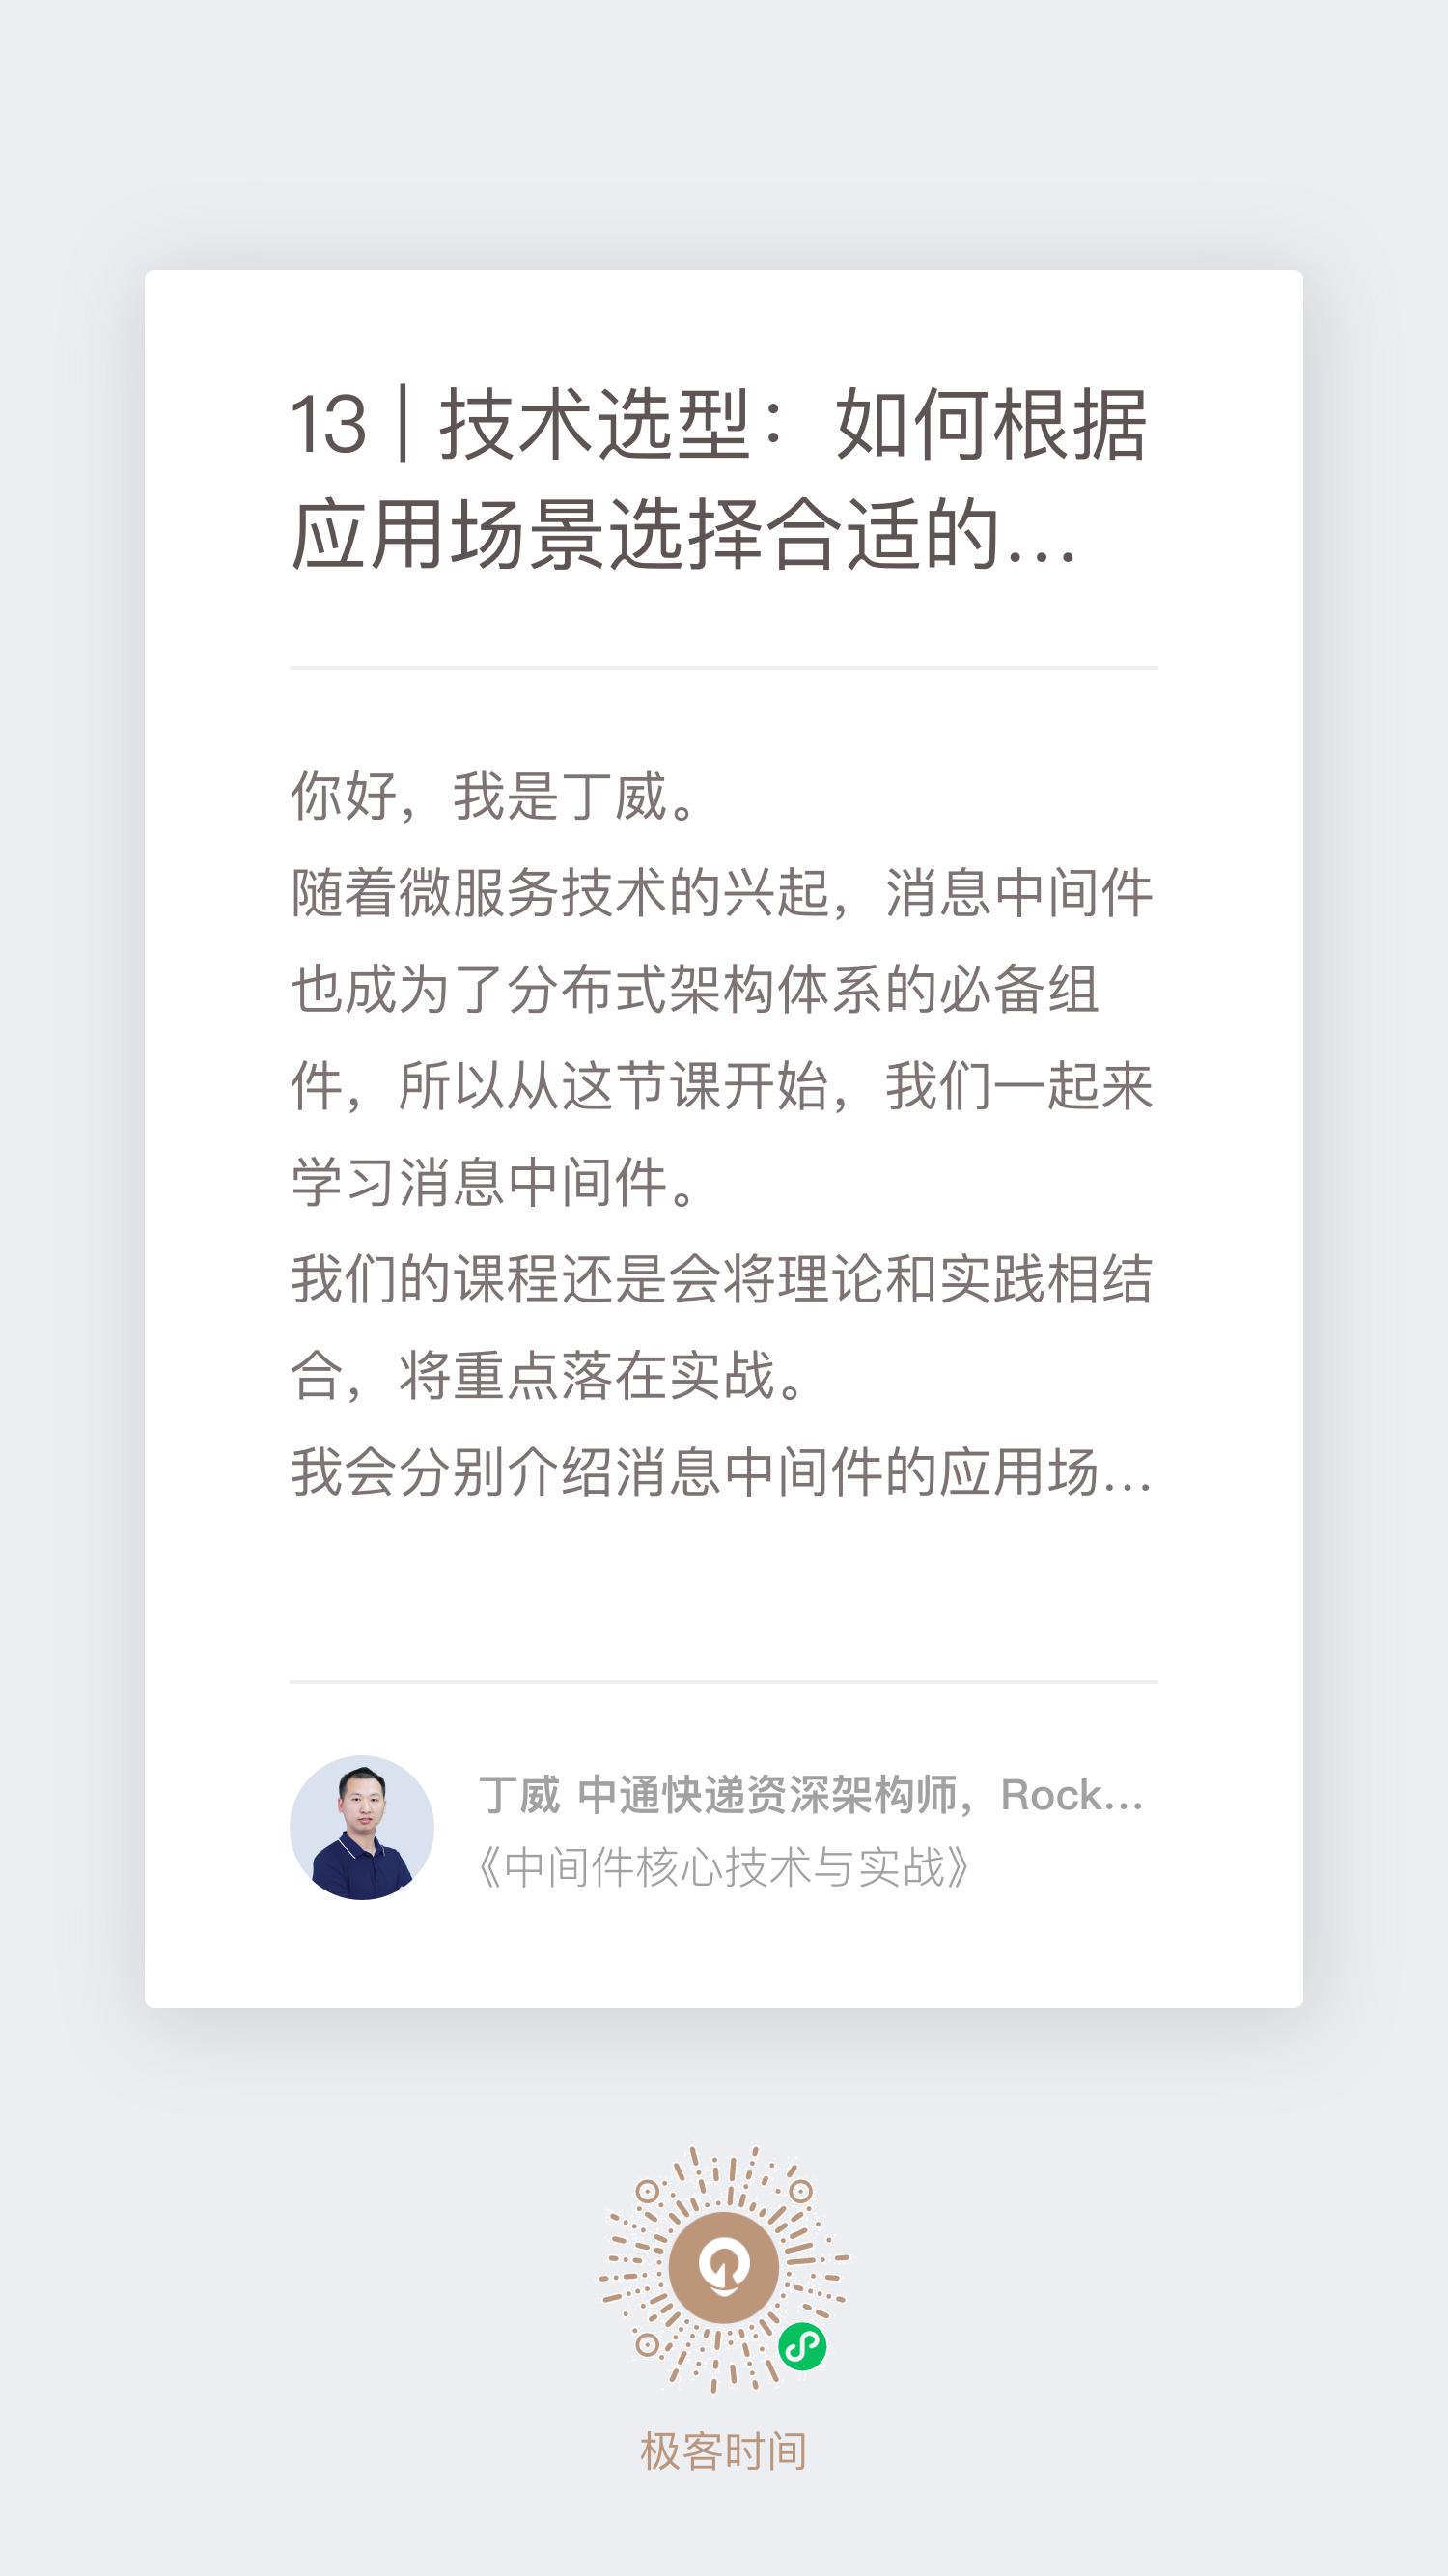 13 | 技术选型：如何根据
应用场景选择合适的...
你好，我是丁威。
随着微服务技术的兴起，消息中间件
也成为了分布式架构体系的必备组
件，所以从这节课开始，我们一起来
学习消息中间件。
我们的课程还是会将理论和实践相结
合，将重点落在实战。
我会分别介绍消息中间件的应用场...
丁威 中通快递资深架构师，Rock...
《中间件核心技术与实战》
极客时间